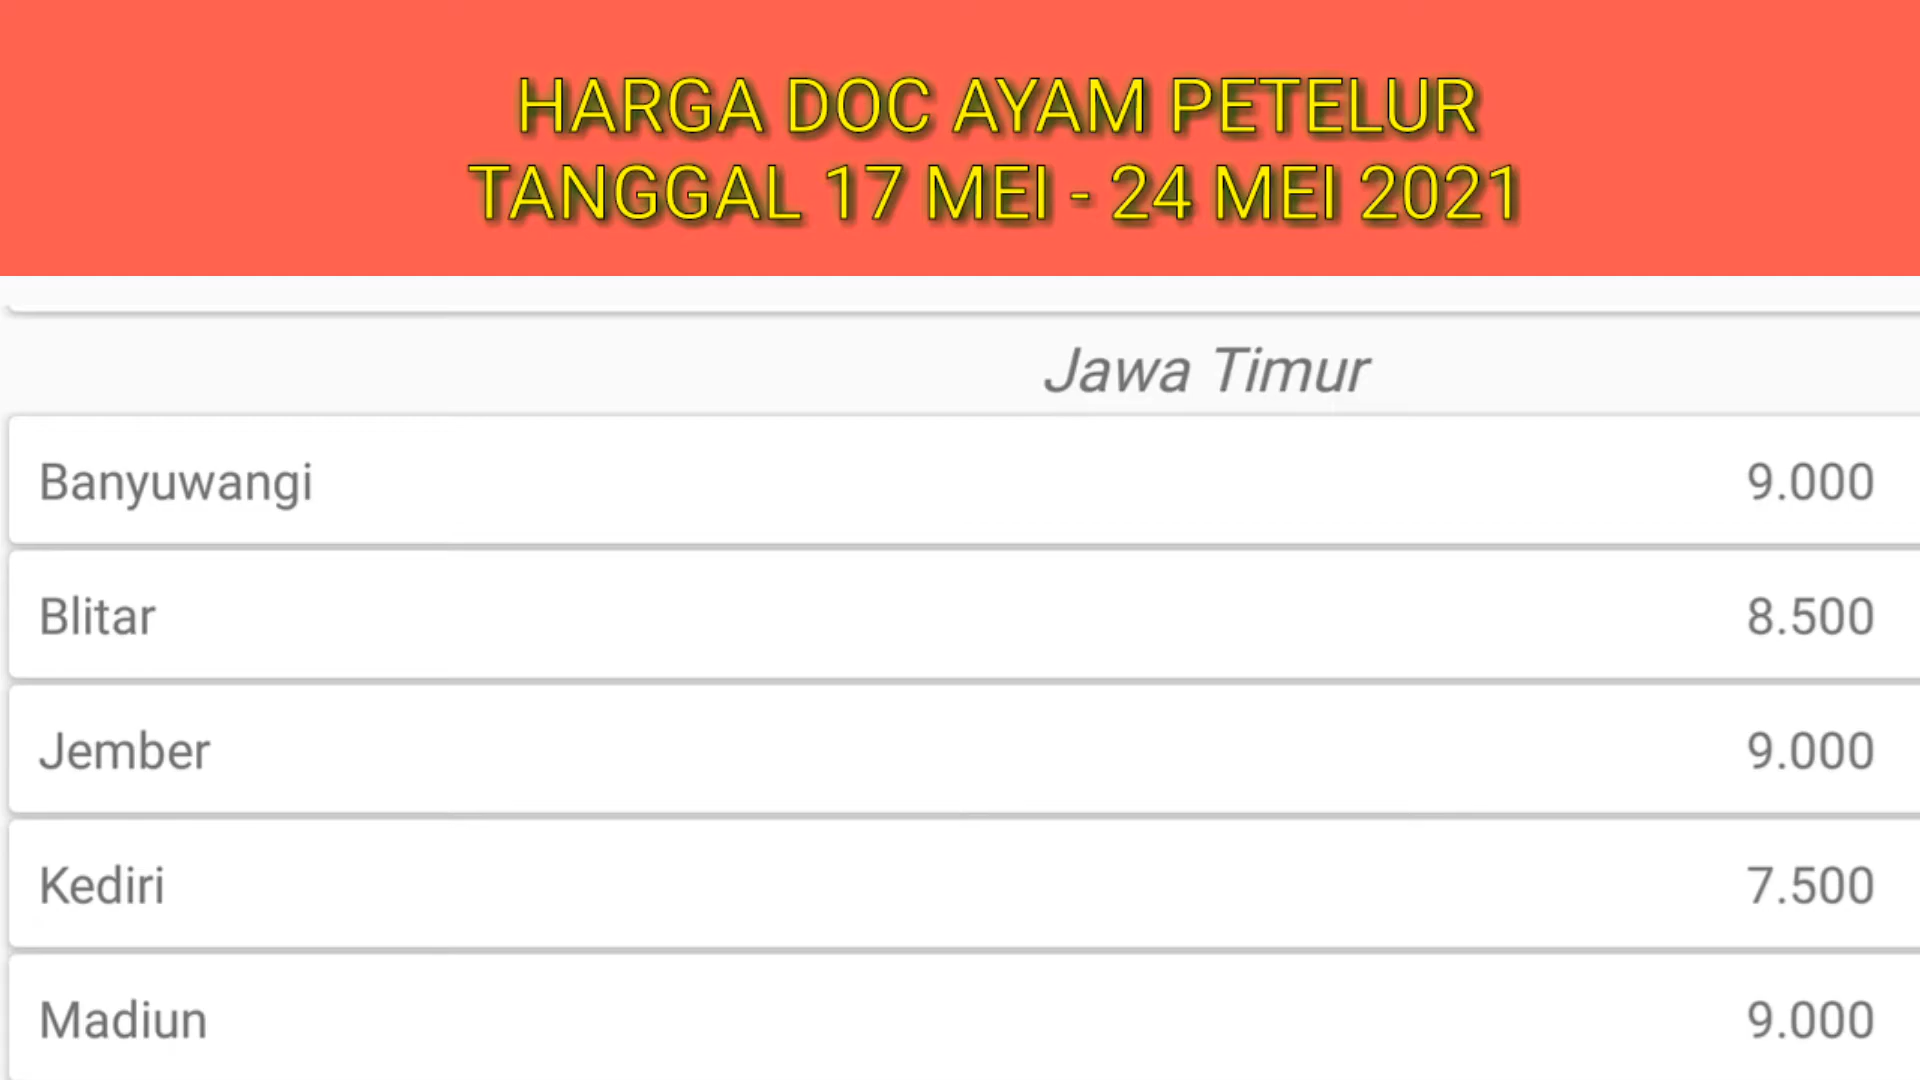 HARGA DOC AYAM PETELUR
TANGGAL 17 MEI - 24 MEI 2021
Jawa Timur
Banyuwangi 9.000
Blitar 8.500
Jember 9.000
Kediri 7.500
Madiun 9.000